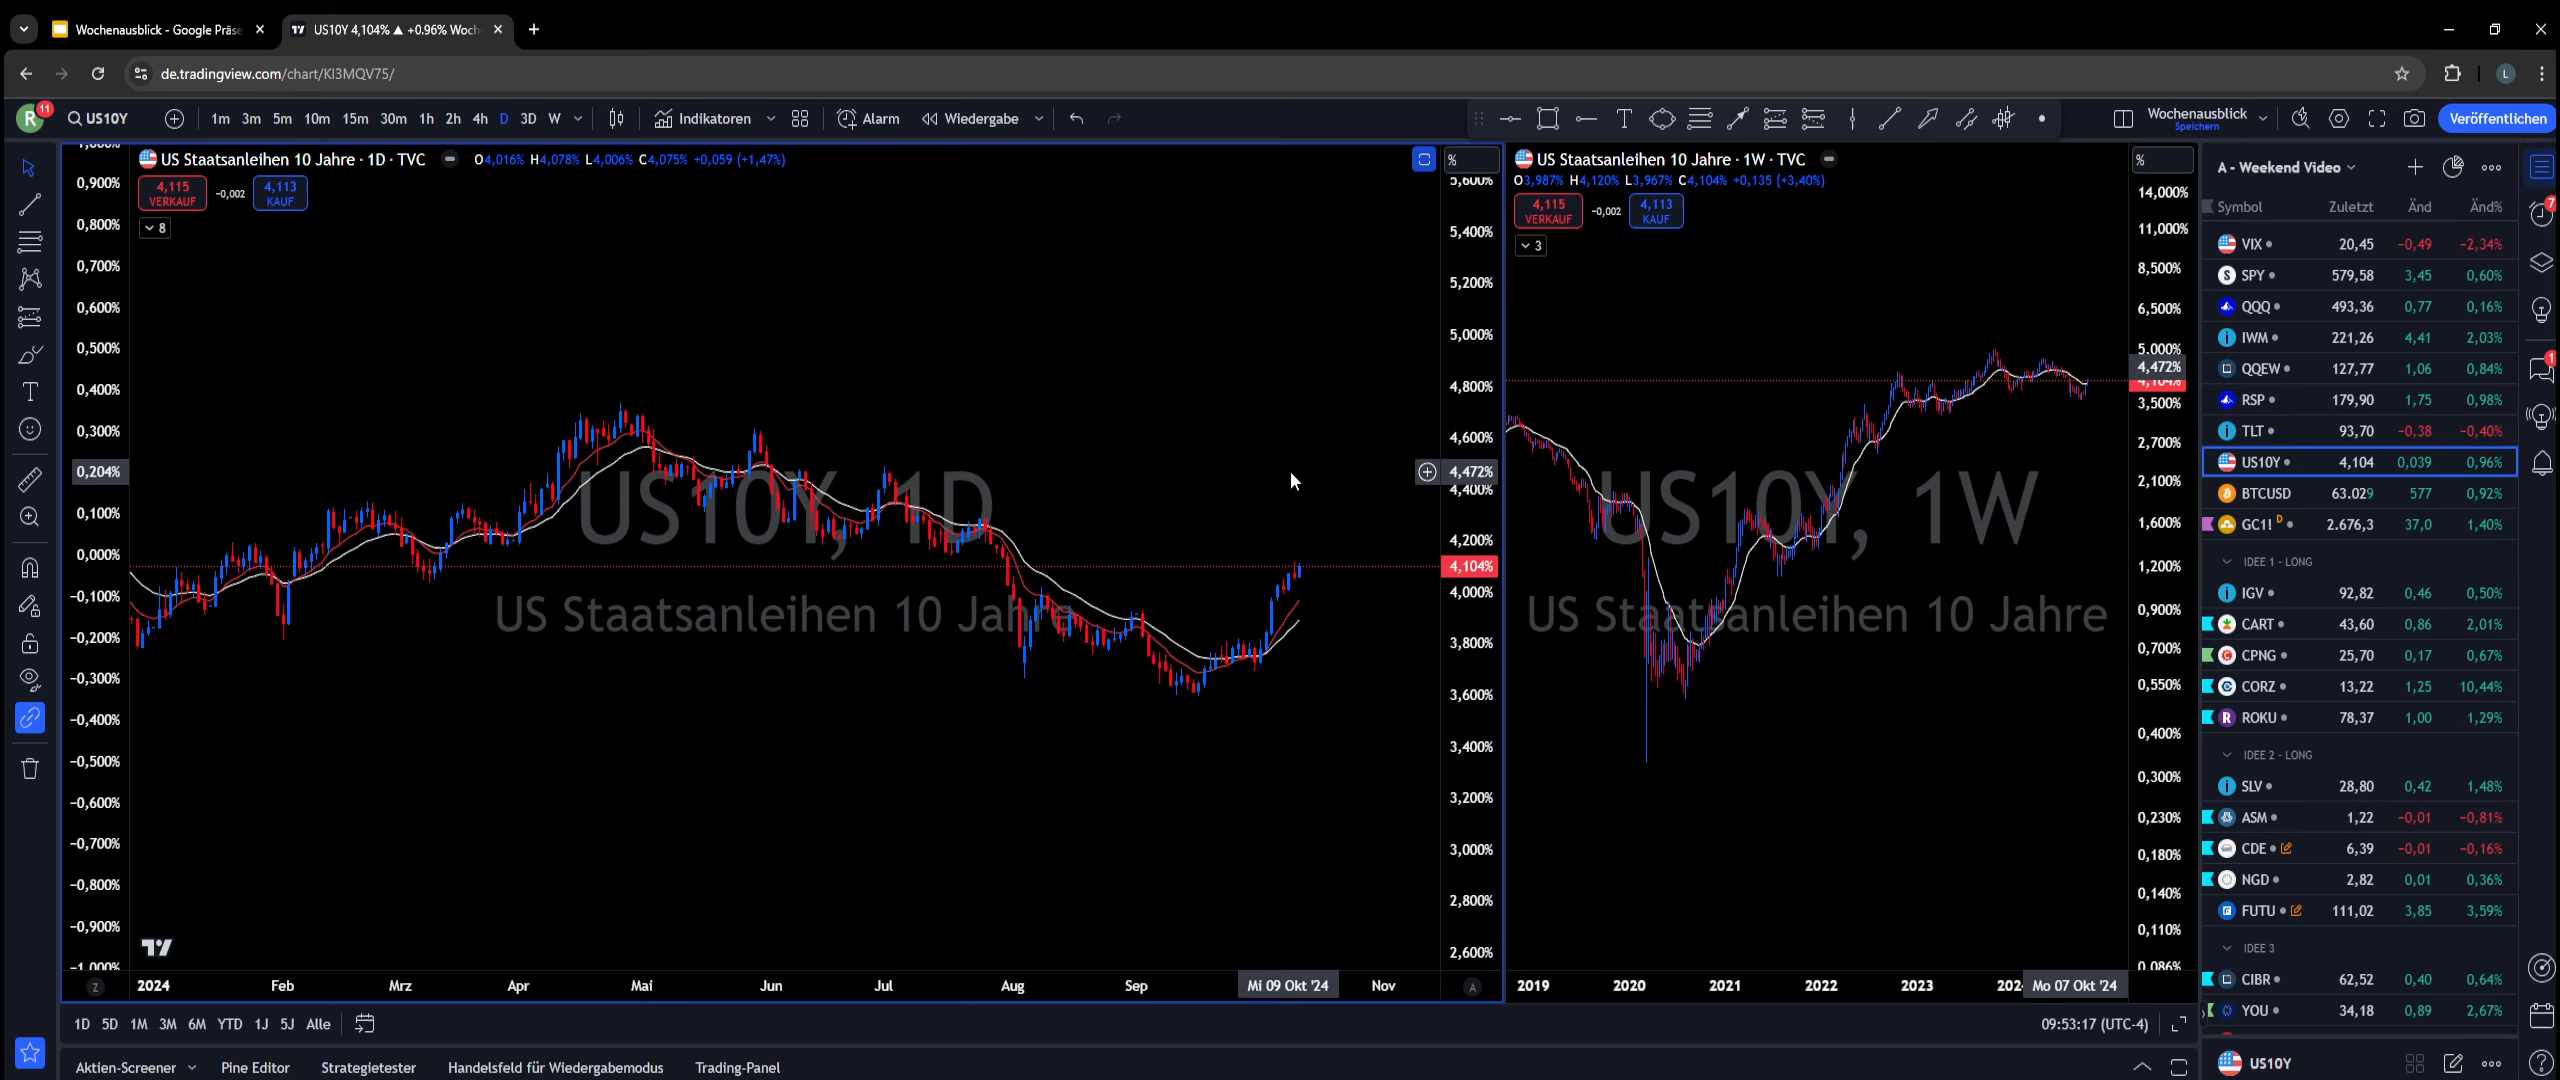 Wochenausblick - Google Präse
US10Y 4,104% ▲ +0.96% Woch
de.tradingview.com/chart/KI3MQV75/
L
R 11 US10Y 1m 3m 5m 10m 15m 30m 1h 2h 4h D 3D W Indikatoren Alarm Wiedergabe Wochenausblick Speichern Veröffentlichen
US Staatsanleihen 10 Jahre · 1D · TVC O4,016% H4,078% L4,006% C4,075% +0,059 (+1,47%)
4,115 VERKAUF -0,002 4,113 KAUF
8
0,900%
0,800%
0,700%
0,600%
0,500%
0,400%
0,300%
0,204%
0,100%
0,000%
-0,100%
-0,200%
-0,300%
-0,400%
-0,500%
-0,600%
-0,700%
-0,800%
-0,900%
-1,000%
US10Y, 1D
US Staatsanleihen 10 Jahre
%
5,600%
5,400%
5,200%
5,000%
4,800%
4,600%
4,472%
4,400%
4,200%
4,104%
4,000%
3,800%
3,600%
3,400%
3,200%
3,000%
2,800%
2,600%
Z 2024 Feb Mrz Apr Mai Jun Jul Aug Sep Mi 09 Okt '24 Nov A
US Staatsanleihen 10 Jahre · 1W · TVC
O3,987% H4,120% L3,967% C4,104% +0,135 (+3,40%)
4,115 VERKAUF -0,002 4,113 KAUF
3
US10Y, 1W
US Staatsanleihen 10 Jahre
%
14,000%
11,000%
8,500%
6,500%
5,000%
4,472%
4,104%
3,500%
2,700%
2,100%
1,600%
1,200%
0,900%
0,700%
0,550%
0,400%
0,300%
0,230%
0,180%
0,140%
0,110%
0,086%
2019 2020 2021 2022 2023 Mo 07 Okt '24
1D 5D 1M 3M 6M YTD 1J 5J Alle
09:53:17 (UTC-4)
Aktien-Screener Pine Editor Strategietester Handelsfeld für Wiedergabemodus Trading-Panel
A - Weekend Video
Symbol Zuletzt Änd Änd%
VIX 20,45 -0,49 -2,34%
SPY 579,58 3,45 0,60%
QQQ 493,36 0,77 0,16%
IWM 221,26 4,41 2,03%
QQEW 127,77 1,06 0,84%
RSP 179,90 1,75 0,98%
TLT 93,70 -0,38 -0,40%
US10Y 4,104 0,039 0,96%
BTCUSD 63.029 577 0,92%
GC1! D 2.676,3 37,0 1,40%
IDEE 1 - LONG
IGV 92,82 0,46 0,50%
CART 43,60 0,86 2,01%
CPNG 25,70 0,17 0,67%
CORZ 13,22 1,25 10,44%
ROKU 78,37 1,00 1,29%
IDEE 2 - LONG
SLV 28,80 0,42 1,48%
ASM 1,22 -0,01 -0,81%
CDE 6,39 -0,01 -0,16%
NGD 2,82 0,01 0,36%
FUTU 111,02 3,85 3,59%
IDEE 3
CIBR 62,52 0,40 0,64%
YOU 34,18 0,89 2,67%
US10Y
7
1